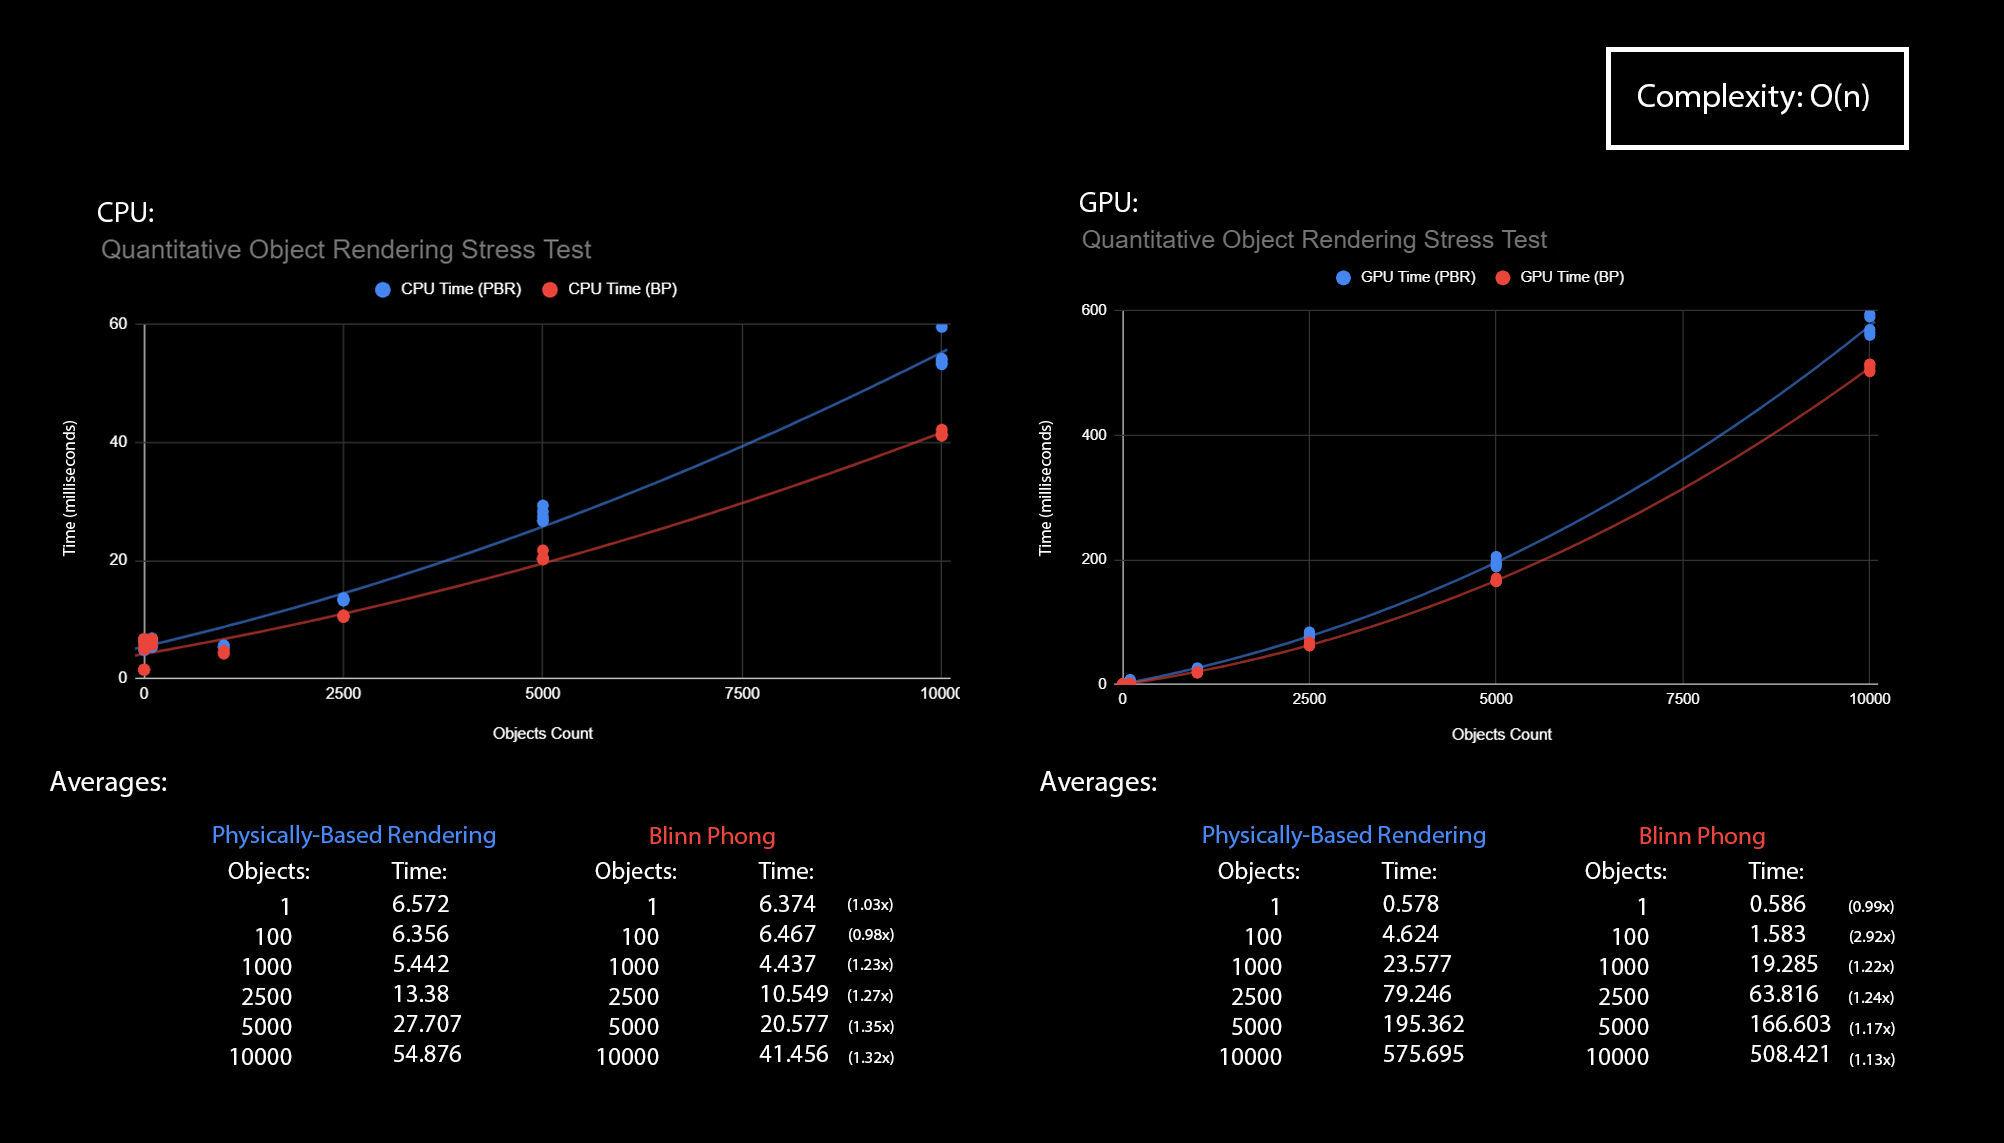 Complexity: O(n)
CPU:
Quantitative Object Rendering Stress Test
CPU Time (PBR) CPU Time (BP)
60
40
20
0
Time (milliseconds)
0 2500 5000 7500 10000
Objects Count
GPU:
Quantitative Object Rendering Stress Test
GPU Time (PBR) GPU Time (BP)
600
400
200
0
Time (milliseconds)
0 2500 5000 7500 10000
Objects Count
Averages:
Physically-Based Rendering Blinn Phong
Objects: Time: Objects: Time:
1 6.572 1 6.374 (1.03x)
100 6.356 100 6.467 (0.98x)
1000 5.442 1000 4.437 (1.23x)
2500 13.38 2500 10.549 (1.27x)
5000 27.707 5000 20.577 (1.35x)
10000 54.876 10000 41.456 (1.32x)
Averages:
Physically-Based Rendering Blinn Phong
Objects: Time: Objects: Time:
1 0.578 1 0.586 (0.99x)
100 4.624 100 1.583 (2.92x)
1000 23.577 1000 19.285 (1.22x)
2500 79.246 2500 63.816 (1.24x)
5000 195.362 5000 166.603 (1.17x)
10000 575.695 10000 508.421 (1.13x)